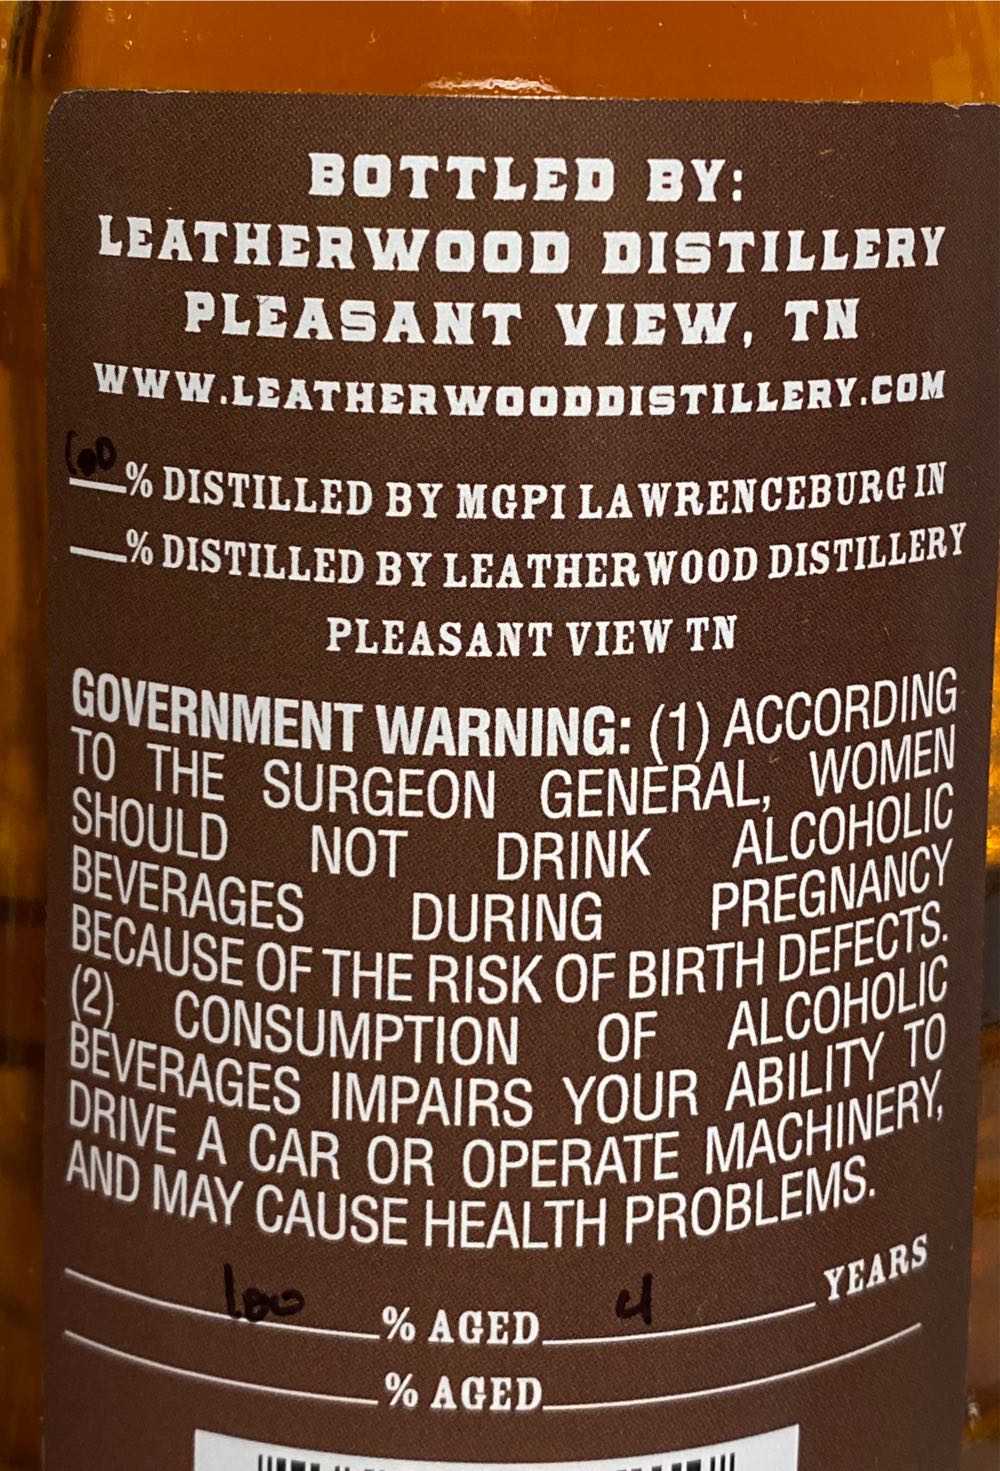 BOTTLED BY:
LEATHERWOOD DISTILLERY
PLEASANT VIEW, TN
WWW.LEATHERWOODDISTILLERY.COM
100 % DISTILLED BY MGPI LAWRENCEBURG IN
___% DISTILLED BY LEATHERWOOD DISTILLERY
PLEASANT VIEW TN
GOVERNMENT WARNING: (1) ACCORDING
TO THE SURGEON GENERAL, WOMEN
SHOULD NOT DRINK ALCOHOLIC
BEVERAGES DURING PREGNANCY
BECAUSE OF THE RISK OF BIRTH DEFECTS.
(2) CONSUMPTION OF ALCOHOLIC
BEVERAGES IMPAIRS YOUR ABILITY TO
DRIVE A CAR OR OPERATE MACHINERY,
AND MAY CAUSE HEALTH PROBLEMS.
100 % AGED 4 YEARS
% AGED